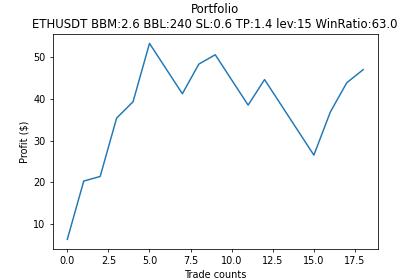 Portfolio
ETHUSDT BBM:2.6 BBL:240 SL:0.6 TP:1.4 lev:15 WinRatio:63.0
50
40
30
20
10
Profit ($)
0.0 2.5 5.0 7.5 10.0 12.5 15.0 17.5
Trade counts